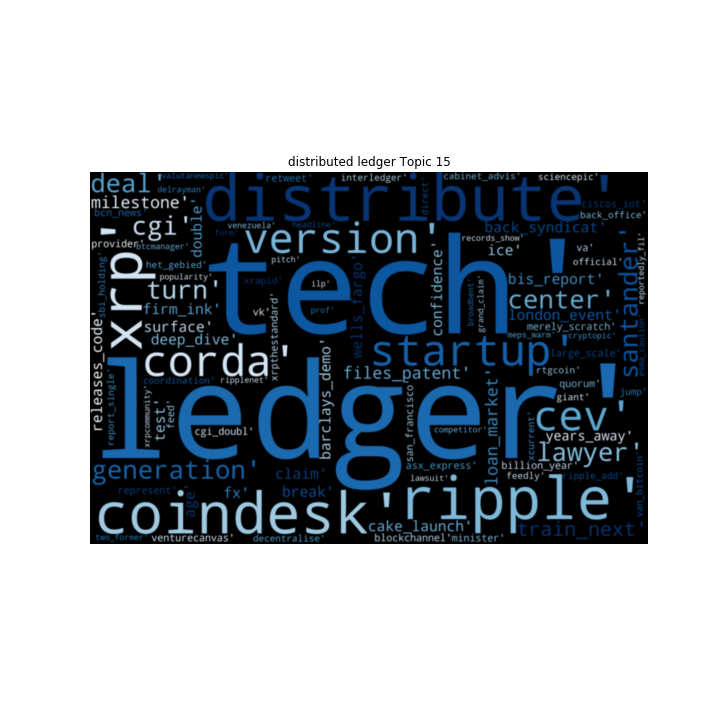 distributed ledger Topic 15
deal'
valutanewspic'
retweet'
interledger'
cabinet_advis'
sciencepic'
delrayman'
distribute'
direct'
ciscos_iot'
milestone'
bcn_news'
cgi'
double'
back_office'
back_syndicat'
venezuela'
headline'
form'
version'
records_show'
provider'
btcmanager'
xrp'
pitch'
ice'
va'
official'
het_gebied'
tech'
popularity'
xrapid'
bis_report'
sbi_holding'
turn'
ilp'
center'
firm_ink'
vk'
prof'
wells_fargo'
confidence'
broadbent'
grand_claim'
london_event'
santander'
reportedly_fil'
surface'
merely_scratch'
deep_dive'
meps_warn'
cryptopic'
releases_code'
xrpthestandard'
corda'
startup'
large_scale'
files_patent'
rtgcoin'
coordination'
ripplenet'
barclays_demo'
quorum'
jump'
report_single'
xrpcommunity'
test'
feed'
ledger'
giant'
cev'
san_francisco'
loan_market'
xcurrent'
cgi_doubl'
competitor'
years_away'
lawyer'
generation'
claim'
asx_express'
billion_year'
lawsuit'
feedly'
ripple_add'
van_bitcoin'
represent'
age'
fx'
break'
coindesk'
ripple'
cake_launch'
train_next'
two_former'
venturecanvas'
decentralise'
blockchannel'
minister'